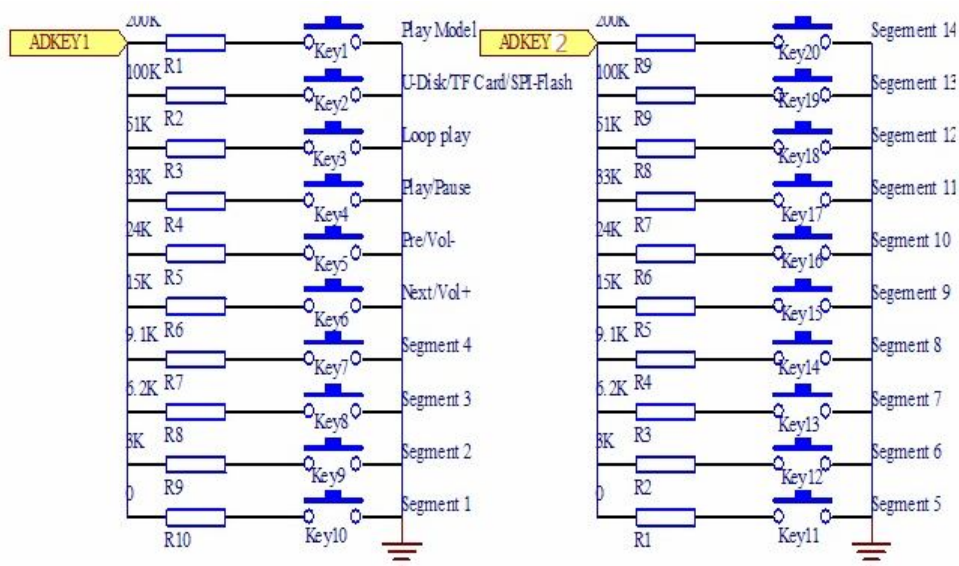 200K
ADKEY1
Key1
Play Model
100K R1
Key2
U-Disk/TF Card/SPI-Flash
51K R2
Key3
Loop play
33K R3
Key4
Play/Pause
24K R4
Key5
Pre/Vol-
15K R5
Key6
Next/Vol+
9.1K R6
Key7
Segment 4
6.2K R7
Key8
Segment 3
3K R8
Key9
Segment 2
0 R9
Key10
Segment 1
R10
200K
ADKEY 2
Key20
Segement 14
100K R9
Key19
Segement 13
51K R9
Key18
Segement 12
33K R8
Key17
Segement 11
24K R7
Key16
Segment 10
15K R6
Key15
Segement 9
9.1K R5
Key14
Segment 8
6.2K R4
Key13
Segment 7
3K R3
Key12
Segment 6
0 R2
Key11
Segment 5
R1